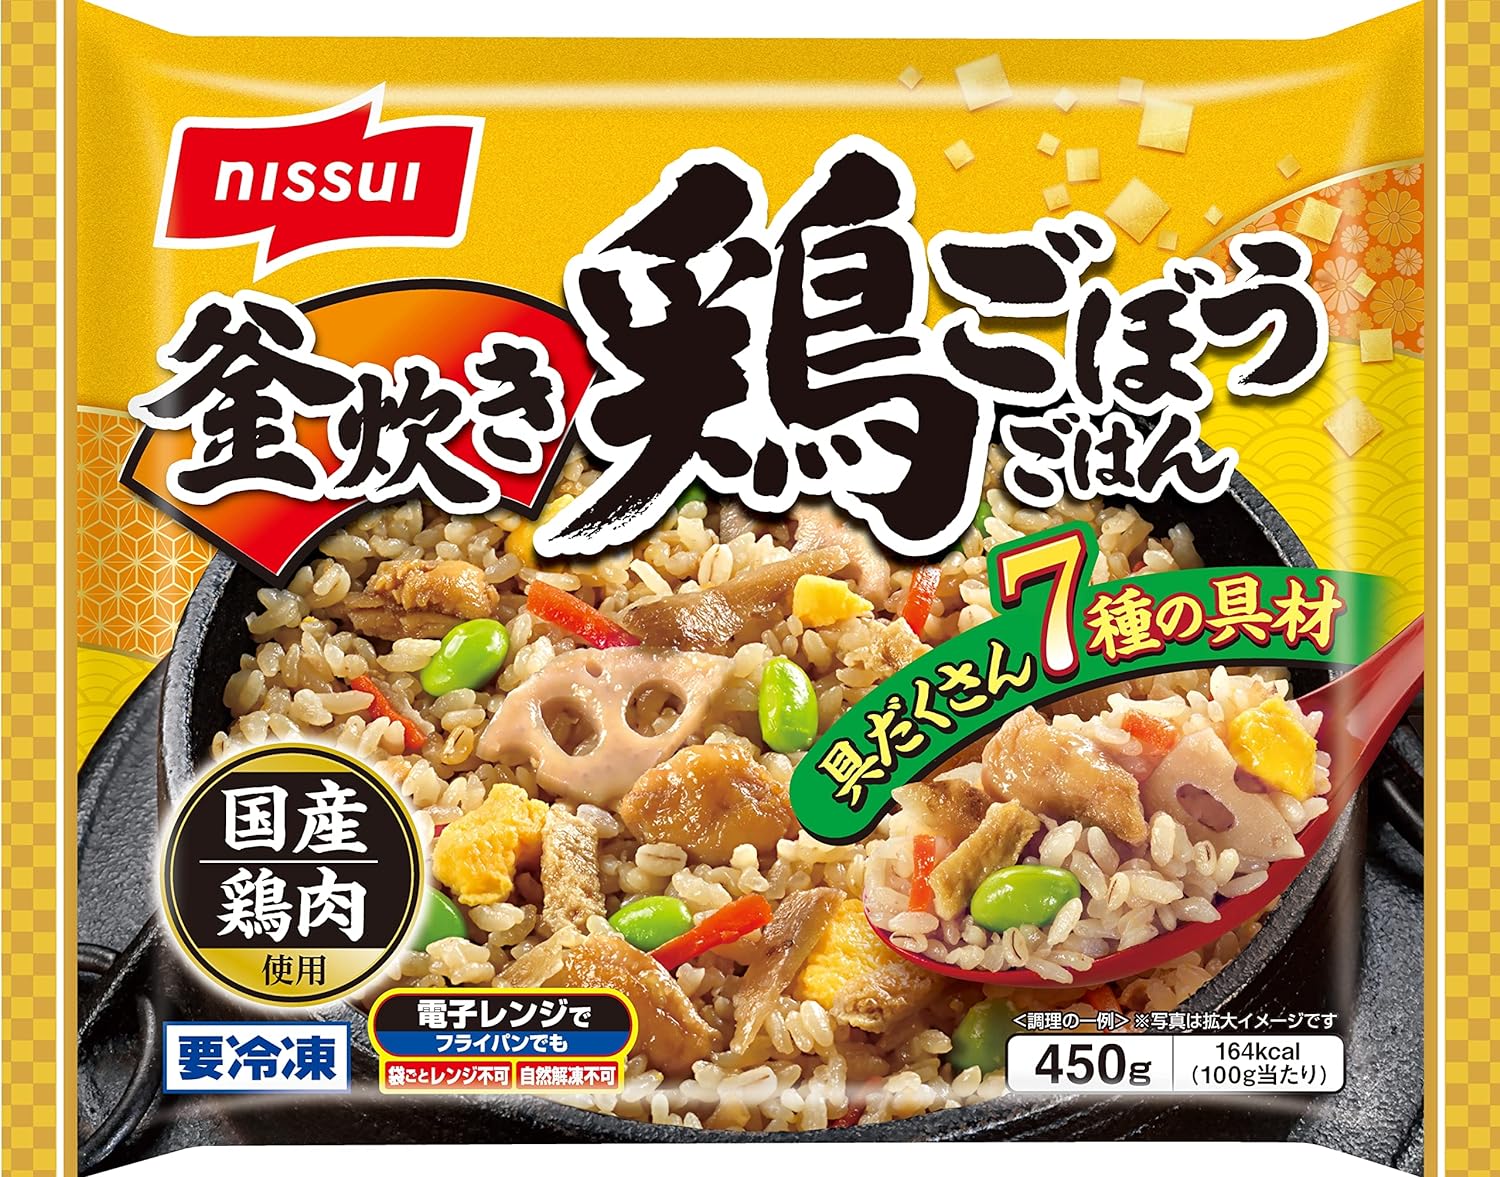 nissui
釜炊き
鶏ごぼう
ごはん
具だくさん7種の具材
国産
鶏肉
使用
要冷凍
電子レンジで
フライパンでも
袋ごとレンジ不可 自然解凍不可
<調理の一例> ※写真は拡大イメージです
450g
164kcal
(100g当たり)